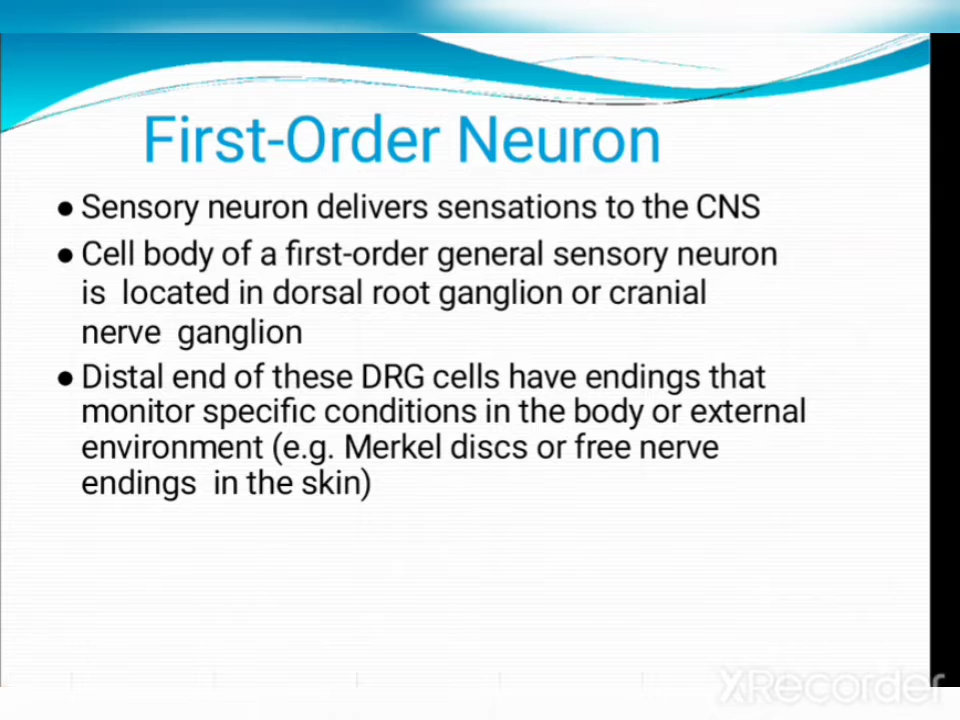 First-Order Neuron
● Sensory neuron delivers sensations to the CNS
● Cell body of a first-order general sensory neuron
is located in dorsal root ganglion or cranial
nerve ganglion
● Distal end of these DRG cells have endings that
monitor specific conditions in the body or external
environment (e.g. Merkel discs or free nerve
endings in the skin)
XRecorder